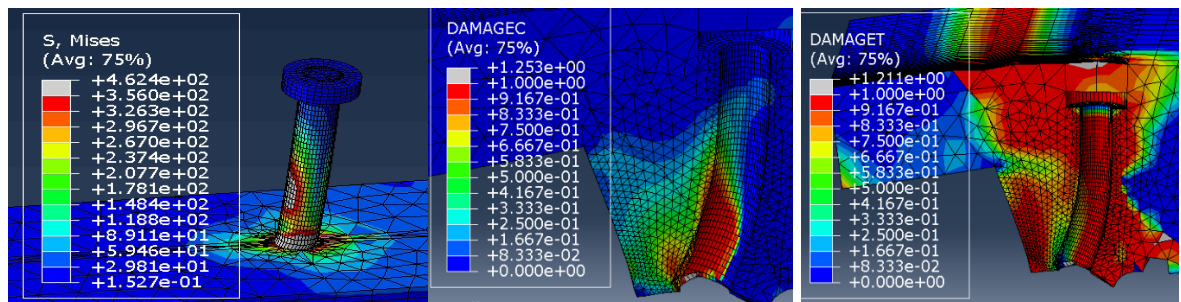 S, Mises
(Avg: 75%)
+4.624e+02
+3.560e+02
+3.263e+02
+2.967e+02
+2.670e+02
+2.374e+02
+2.077e+02
+1.781e+02
+1.484e+02
+1.188e+02
+8.911e+01
+5.946e+01
+2.981e+01
+1.527e-01
DAMAGEC
(Avg: 75%)
+1.253e+00
+1.000e+00
+9.167e-01
+8.333e-01
+7.500e-01
+6.667e-01
+5.833e-01
+5.000e-01
+4.167e-01
+3.333e-01
+2.500e-01
+1.667e-01
+8.333e-02
+0.000e+00
DAMAGET
(Avg: 75%)
+1.211e+00
+1.000e+00
+9.167e-01
+8.333e-01
+7.500e-01
+6.667e-01
+5.833e-01
+5.000e-01
+4.167e-01
+3.333e-01
+2.500e-01
+1.667e-01
+8.333e-02
+0.000e+00